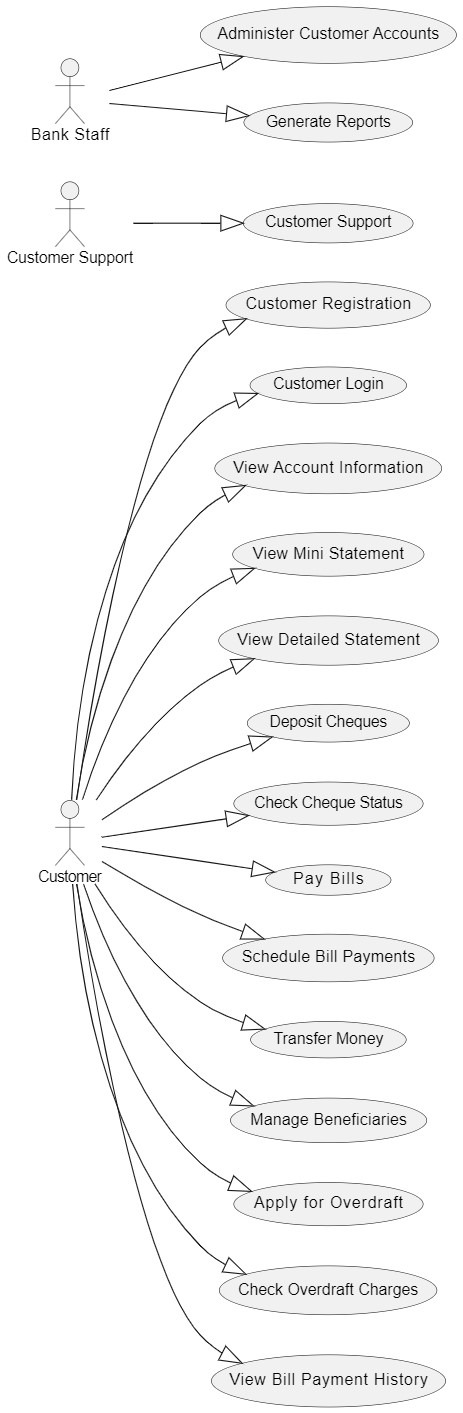 Administer Customer Accounts
Bank Staff
Generate Reports
Customer Support
Customer Support
Customer Registration
Customer Login
View Account Information
View Mini Statement
View Detailed Statement
Deposit Cheques
Check Cheque Status
Customer
Pay Bills
Schedule Bill Payments
Transfer Money
Manage Beneficiaries
Apply for Overdraft
Check Overdraft Charges
View Bill Payment History